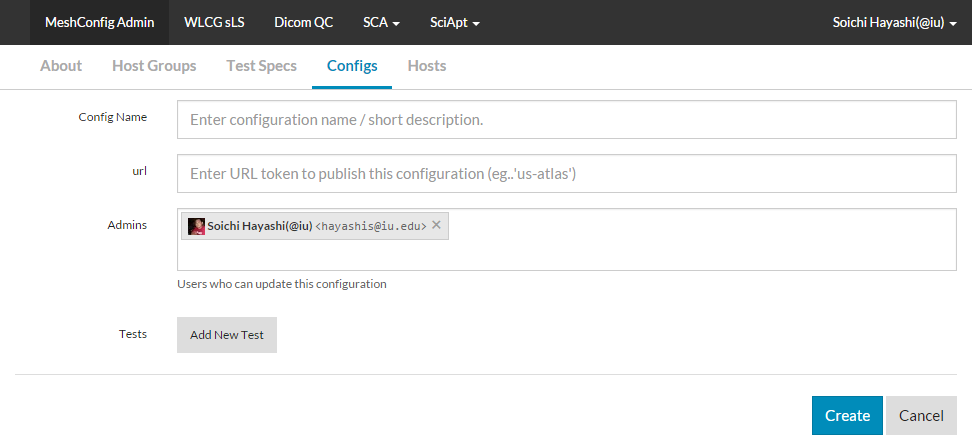 MeshConfig Admin WLCG sLS Dicom QC SCA SciApt Soichi Hayashi(@iu)
About Host Groups Test Specs Configs Hosts
Config Name Enter configuration name / short description.
url Enter URL token to publish this configuration (eg..'us-atlas')
Admins Soichi Hayashi(@iu) <hayashis@iu.edu> ×
Users who can update this configuration
Tests Add New Test
Create Cancel